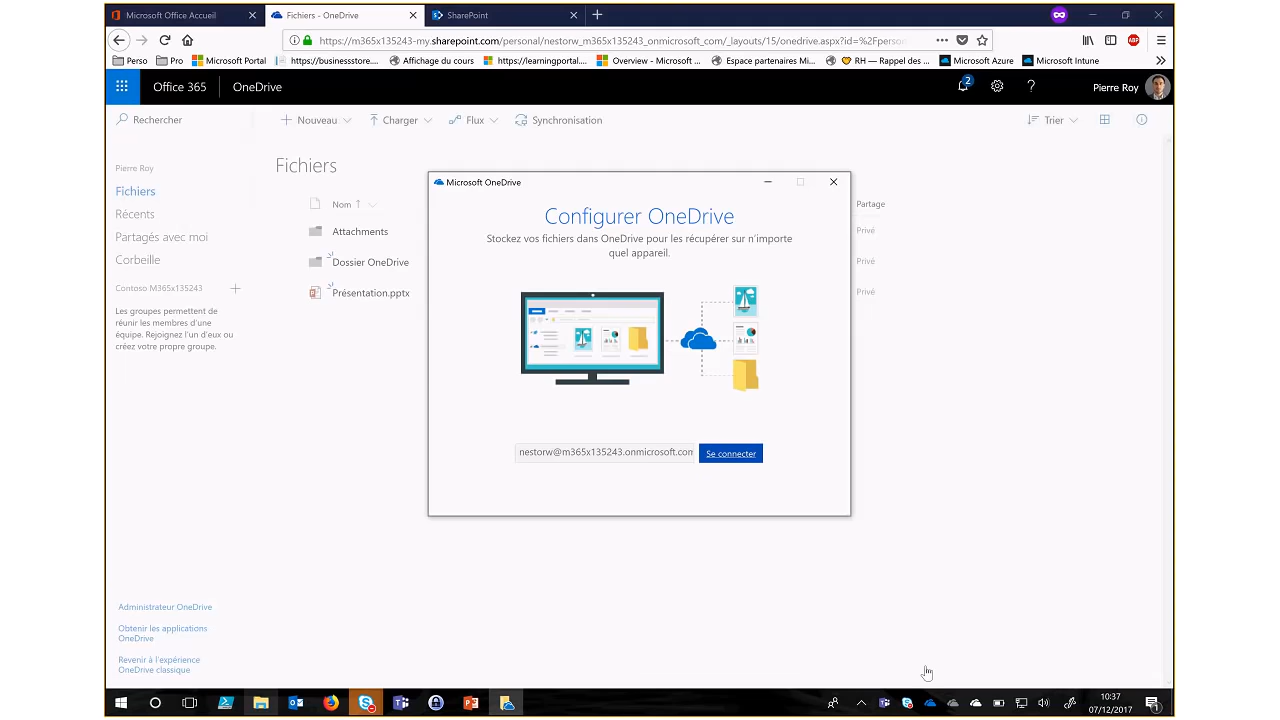 Microsoft Office Accueil
Fichiers - OneDrive
SharePoint
https://m365x135243-my.sharepoint.com/personal/nestorw_m365x135243_onmicrosoft_com/_layouts/15/onedrive.aspx?id=%2Fperson
Perso
Pro
Microsoft Portal
https://businessstore....
Affichage du cours
https://learningportal....
Overview - Microsoft ...
Espace partenaires Mi...
RH — Rappel des ...
Microsoft Azure
Microsoft Intune
Office 365
OneDrive
2
?
Pierre Roy
Rechercher
Nouveau
Charger
Flux
Synchronisation
Trier
Pierre Roy
Fichiers
Récents
Partagés avec moi
Corbeille
Contoso M365x135243
Les groupes permettent de
réunir les membres d'une
équipe. Rejoignez l'un d'eux ou
créez votre propre groupe.
Administrateur OneDrive
Obtenir les applications
OneDrive
Revenir à l'expérience
OneDrive classique
Fichiers
Nom
Partage
Attachments
Privé
Dossier OneDrive
Privé
Présentation.pptx
Privé
Microsoft OneDrive
Configurer OneDrive
Stockez vos fichiers dans OneDrive pour les récupérer sur n'importe
quel appareil.
nestorw@m365x135243.onmicrosoft.com
Se connecter
10:37
07/12/2017